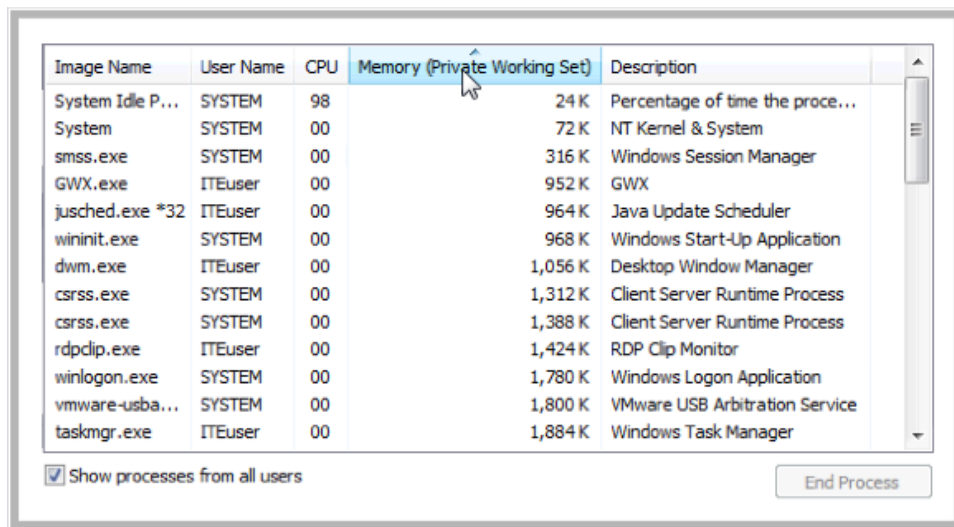 Image Name User Name CPU Memory (Private Working Set) Description
System Idle P... SYSTEM 98 24 K Percentage of time the proce...
System SYSTEM 00 72 K NT Kernel & System
smss.exe SYSTEM 00 316 K Windows Session Manager
GWX.exe ITEuser 00 952 K GWX
jusched.exe *32 ITEuser 00 964 K Java Update Scheduler
wininit.exe SYSTEM 00 968 K Windows Start-Up Application
dwm.exe ITEuser 00 1,056 K Desktop Window Manager
csrss.exe SYSTEM 00 1,312 K Client Server Runtime Process
csrss.exe SYSTEM 00 1,388 K Client Server Runtime Process
rdpclip.exe ITEuser 00 1,424 K RDP Clip Monitor
winlogon.exe SYSTEM 00 1,780 K Windows Logon Application
vmware-usba... SYSTEM 00 1,800 K VMware USB Arbitration Service
taskmgr.exe ITEuser 00 1,884 K Windows Task Manager
Show processes from all users
End Process